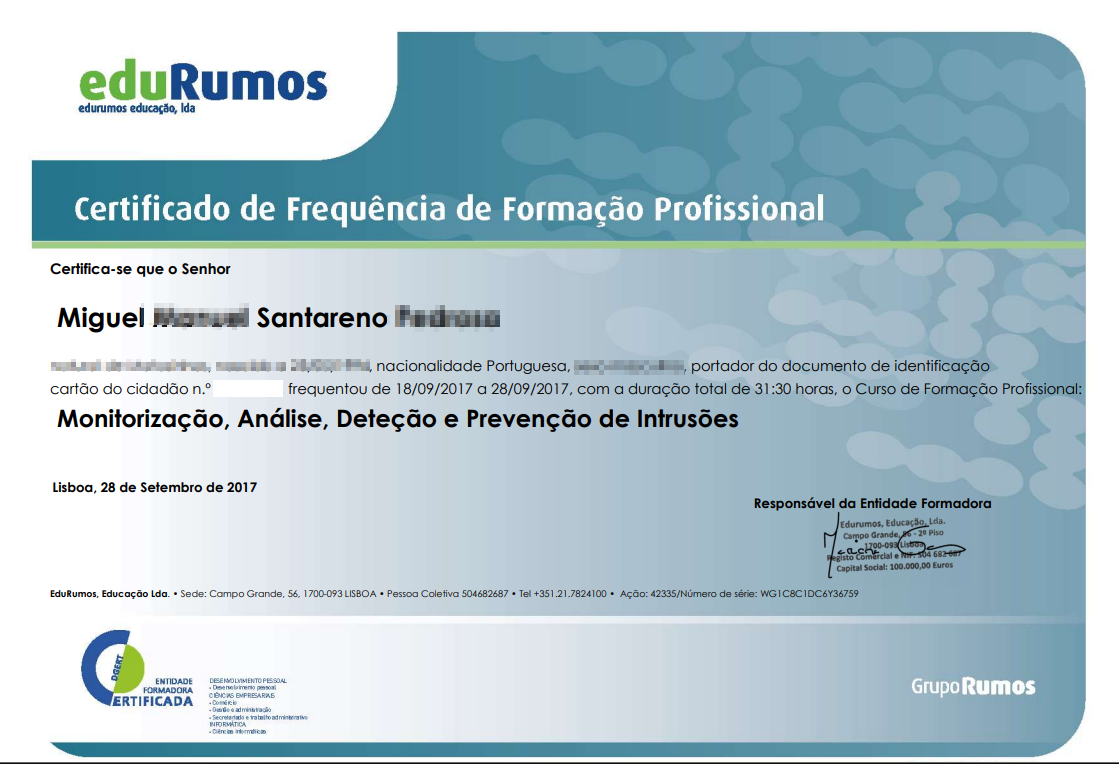 eduRumos
edurumos educação, lda
Certificado de Frequência de Formação Profissional
Certifica-se que o Senhor
Miguel Santareno
, nacionalidade Portuguesa, , portador do documento de identificação
cartão do cidadão n.º frequentou de 18/09/2017 a 28/09/2017, com a duração total de 31:30 horas, o Curso de Formação Profissional:
Monitorização, Análise, Deteção e Prevenção de Intrusões
Lisboa, 28 de Setembro de 2017
Responsável da Entidade Formadora
Edurumos, Educação, Lda.
Campo Grande, 56 - 2º Piso
1700-093 Lisboa
Registo Comercial e NIF: 504 682 687
Capital Social: 100.000,00 Euros
EduRumos, Educação Lda. • Sede: Campo Grande, 56, 1700-093 LISBOA • Pessoa Coletiva 504682687 • Tel +351.21.7824100 • Ação: 42335/Número de série: WG1C8C1DC6Y36759
DGERT
ENTIDADE
FORMADORA
CERTIFICADA
DESENVOLVIMENTO PESSOAL
- Desenvolvimento pessoal
CIÊNCIAS EMPRESARIAIS
- Comércio
- Gestão e administração
- Secretariado e trabalho administrativo
INFORMÁTICA
- Ciências informáticas
GrupoRumos